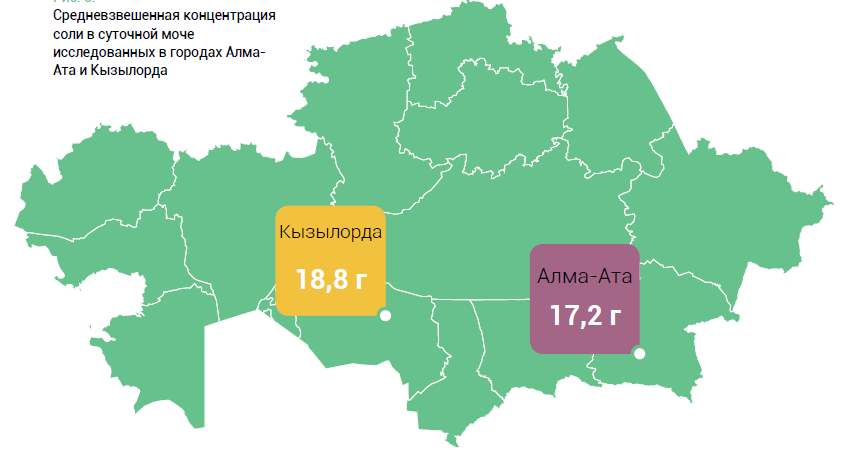 Средневзвешенная концентрация
соли в суточной моче
исследованных в городах Алма-
Ата и Кызылорда
Кызылорда
18,8 г
Алма-Ата
17,2 г